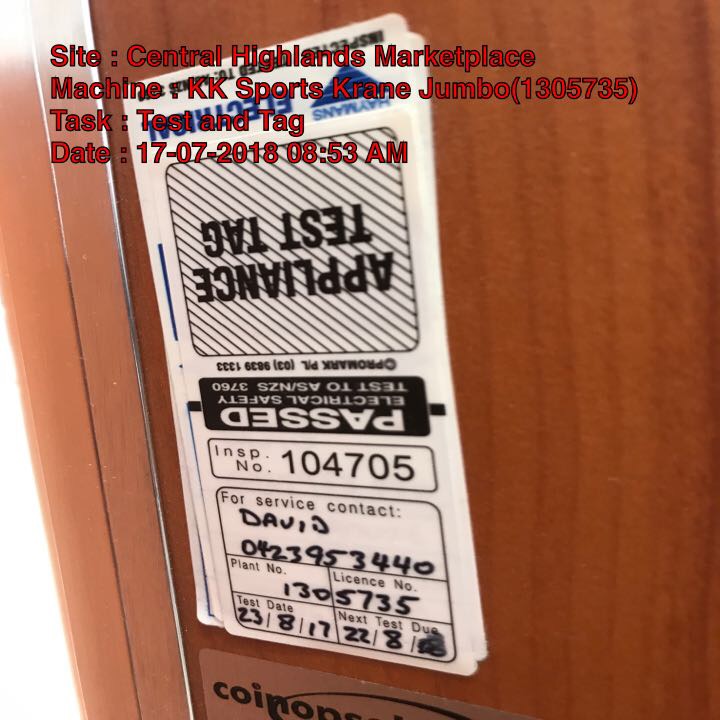 Site : Central Highlands Marketplace
Machine : KK Sports Krane Jumbo(1305735)
Task : Test and Tag
Date : 17-07-2018 08:53 AM
HAYMANS
ELECTRICAL
APPLIANCE
TEST TAG
©PROMARK P/L (03) 9839 1333
PASSED
ELECTRICAL SAFETY
TEST TO AS/NZS 3760
Insp. No. 104705
For service contact:
DAVID
0423953440
Plant No.
Licence No.
1305735
Test Date
Next Test Due
23/8/17
22/8/